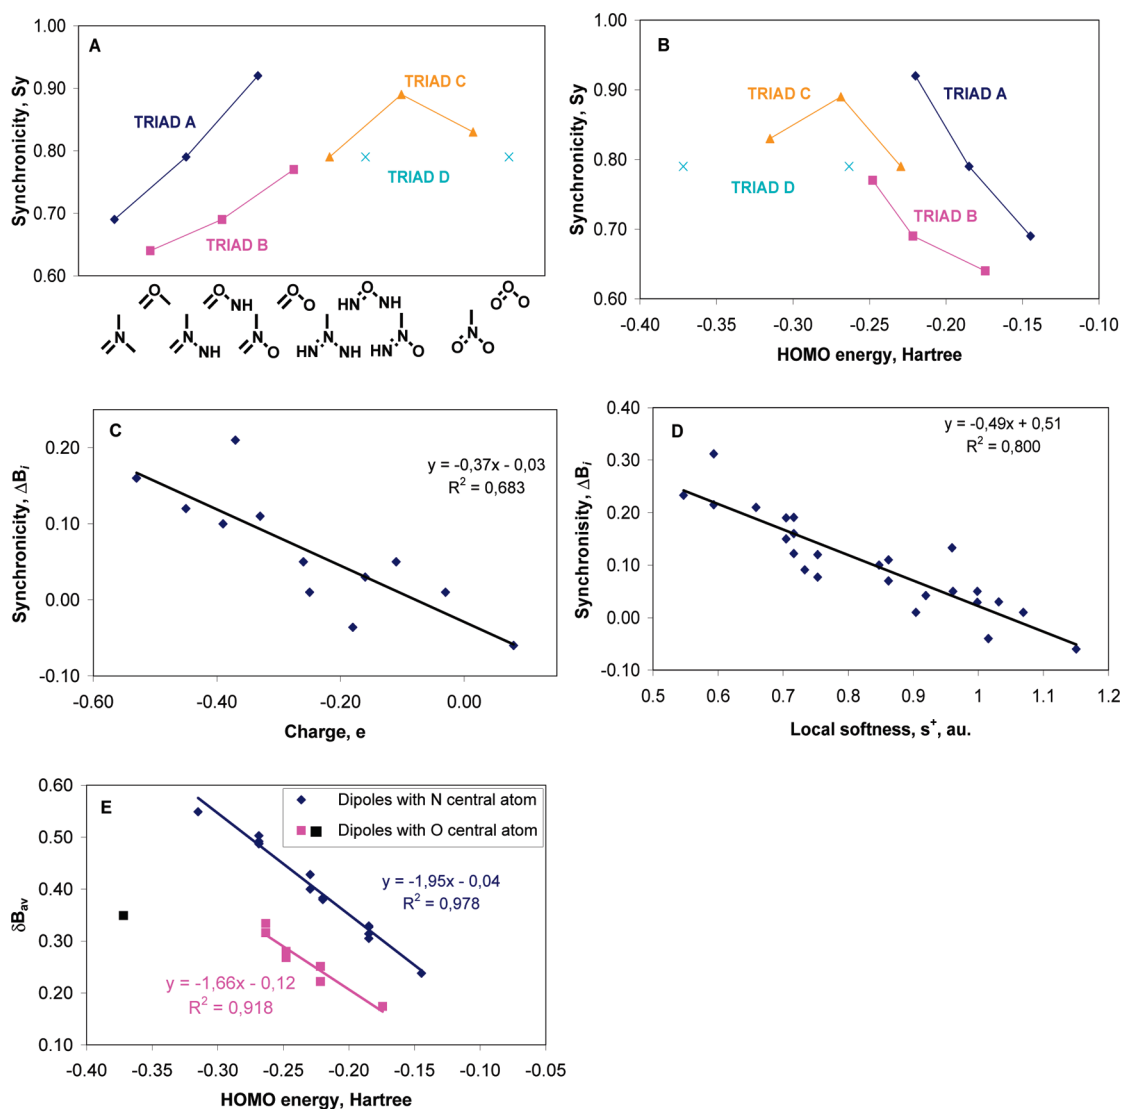 A
Synchronicity, Sy
1.00
0.90
0.80
0.70
0.60
TRIAD A
TRIAD B
TRIAD C
TRIAD D
O O NH O O HN O NH O O O
N N NH N O HN N NH HN N O O N O
B
Synchronicity, Sy
1.00
0.90
0.80
0.70
0.60
TRIAD C
TRIAD A
TRIAD D
TRIAD B
-0.40 -0.35 -0.30 -0.25 -0.20 -0.15 -0.10
HOMO energy, Hartree
C
Synchronicity, ΔBi
0.20
0.10
0.00
-0.10
y = -0,37x - 0,03
R² = 0,683
-0.60 -0.40 -0.20 0.00
Charge, e
D
Synchronisity, ΔBi
0.40
0.30
0.20
0.10
0.00
-0.10
y = -0,49x + 0,51
R² = 0,800
0.5 0.6 0.7 0.8 0.9 1 1.1 1.2
Local softness, s⁺, au.
E
δBav
0.60
0.50
0.40
0.30
0.20
0.10
Dipoles with N central atom
Dipoles with O central atom
y = -1,95x - 0,04
R² = 0,978
y = -1,66x - 0,12
R² = 0,918
-0.40 -0.35 -0.30 -0.25 -0.20 -0.15 -0.10 -0.05
HOMO energy, Hartree